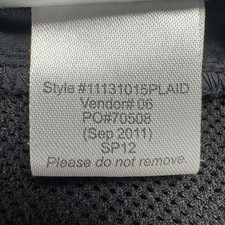 Style #11131015PLAID
Vendor# 06
PO#70508
(Sep 2011)
SP12
Please do not remove.